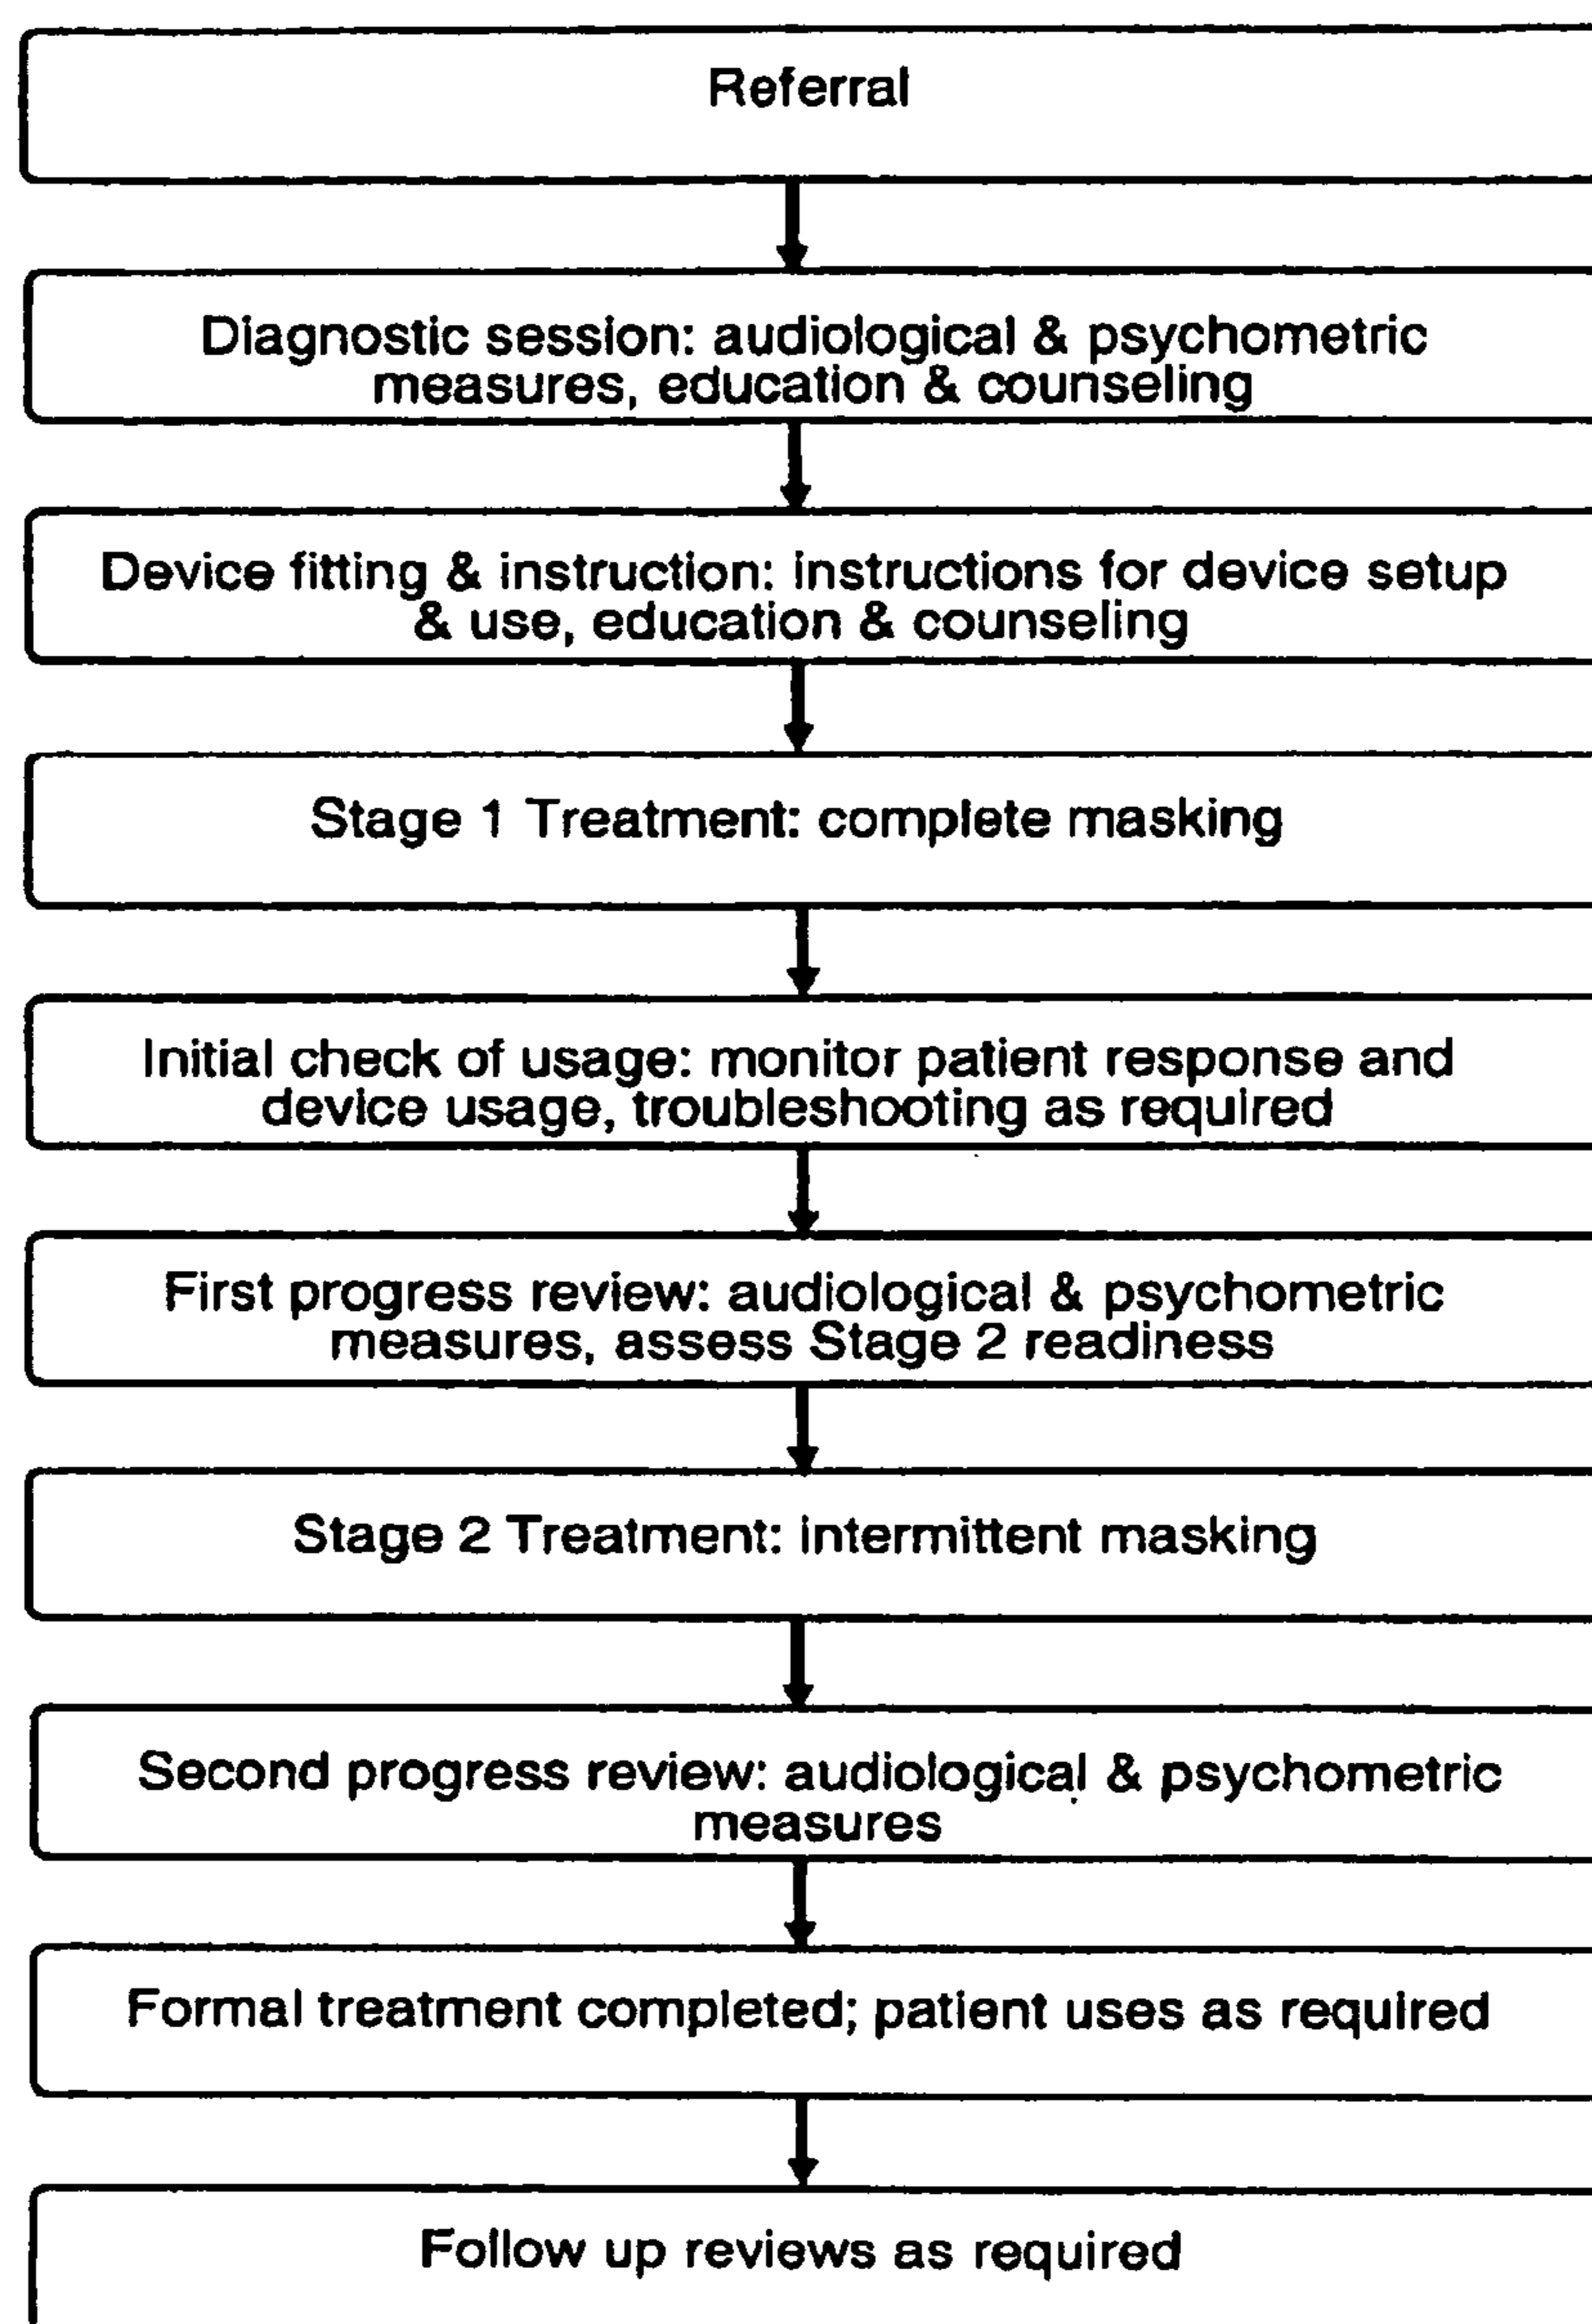 Referral
Diagnostic session: audiological & psychometric
measures, education & counseling
Device fitting & instruction: instructions for device setup
& use, education & counseling
Stage 1 Treatment: complete masking
Initial check of usage: monitor patient response and
device usage, troubleshooting as required
First progress review: audiological & psychometric
measures, assess Stage 2 readiness
Stage 2 Treatment: intermittent masking
Second progress review: audiological & psychometric
measures
Formal treatment completed; patient uses as required
Follow up reviews as required